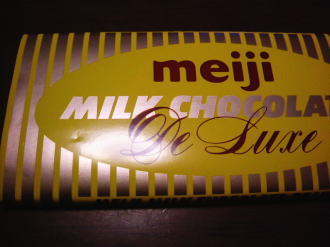 meiji
MILK CHOCOLAT
De Luxe